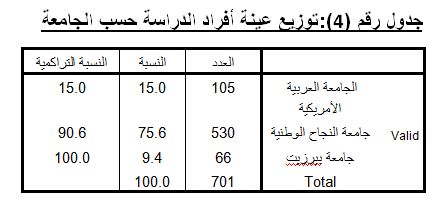 جدول رقم (4):توزيع عينة أفراد الدراسة حسب الجامعة
العدد النسبة النسبة التراكمية
Valid الجامعة العربية الأمريكية 105 15.0 15.0
جامعة النجاح الوطنية 530 75.6 90.6
جامعة بيرزيت 66 9.4 100.0
Total 701 100.0